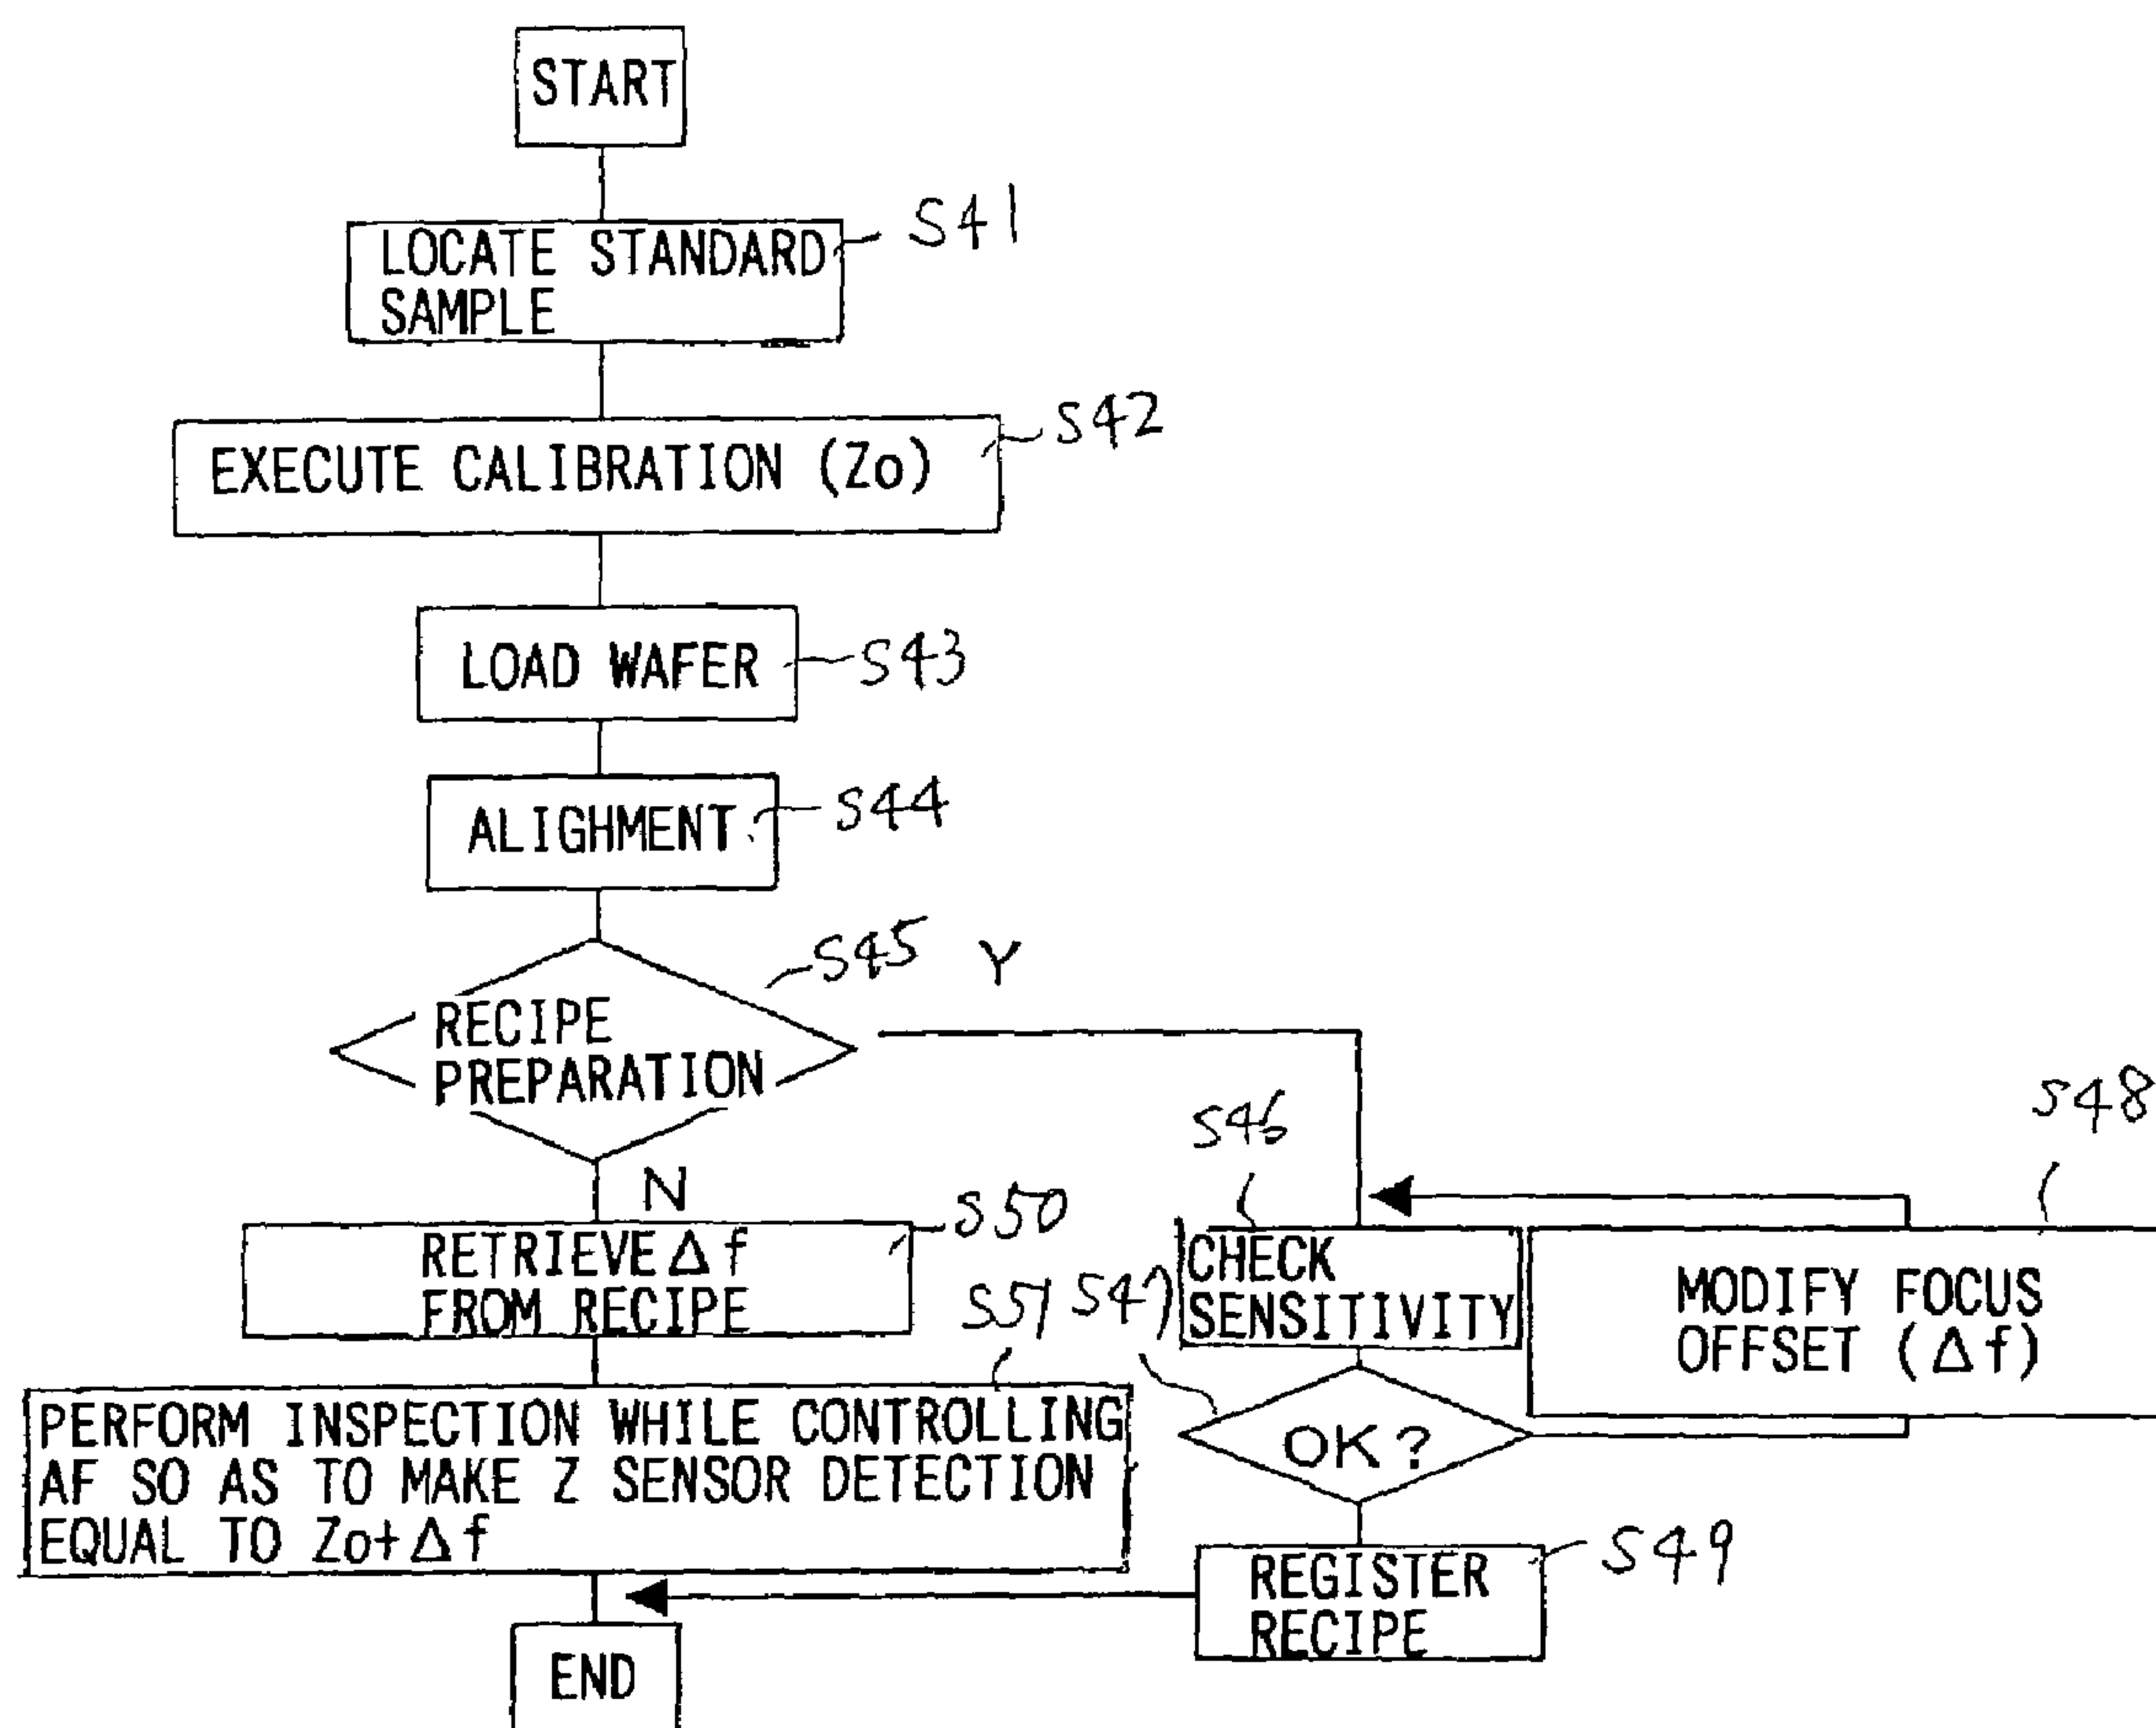 START
LOCATE STANDARD
SAMPLE
S41
EXECUTE CALIBRATION (Zo)
S42
LOAD WAFER
S43
ALIGHMENT
S44
S45
Y
RECIPE
PREPARATION
N
RETRIEVE Δf
FROM RECIPE
S50
S51
PERFORM INSPECTION WHILE CONTROLLING
AF SO AS TO MAKE Z SENSOR DETECTION
EQUAL TO Zo+Δf
END
S46
CHECK
SENSITIVITY
S47
OK?
S48
MODIFY FOCUS
OFFSET (Δf)
REGISTER
RECIPE
S49